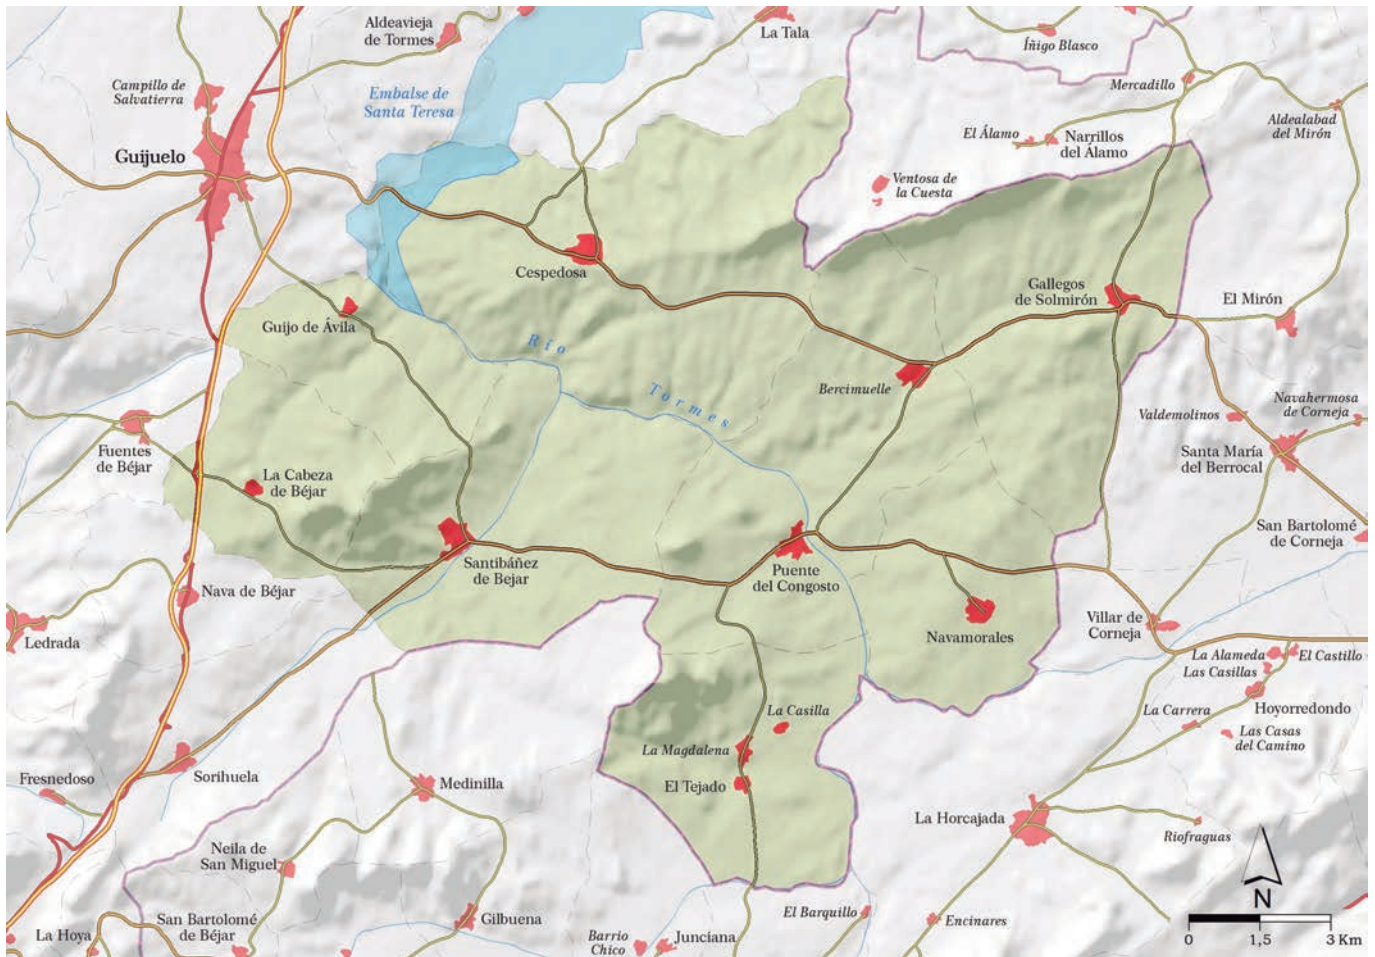 Aldeavieja
de Tormes
La Tala
Íñigo Blasco
Campillo de
Salvatierra
Embalse de
Santa Teresa
Mercadillo
Aldealabad
del Mirón
El Álamo
Narrillos
del Álamo
Guijuelo
Ventosa de
la Cuesta
Cespedosa
Gallegos
de Solmirón
El Mirón
Guijo de Ávila
Río
Tormes
Bercimuelle
Navahermosa
de Corneja
Valdemolinos
Fuentes
de Béjar
Santa María
del Berrocal
La Cabeza
de Béjar
San Bartolomé
de Corneja
Santibáñez
de Bejar
Puente
del Congosto
Nava de Béjar
Navamorales
Villar de
Corneja
Ledrada
La Alameda
El Castillo
Las Casillas
La Casilla
La Carrera
Hoyorredondo
Las Casas
del Camino
La Magdalena
El Tejado
Fresnedoso
Sorihuela
Medinilla
La Horcajada
Riofraguas
Neila de
San Miguel
N
El Barquillo
Encinares
San Bartolomé
de Béjar
Gilbuena
La Hoya
Barrio
Chico
Junciana
0 1,5 3 Km